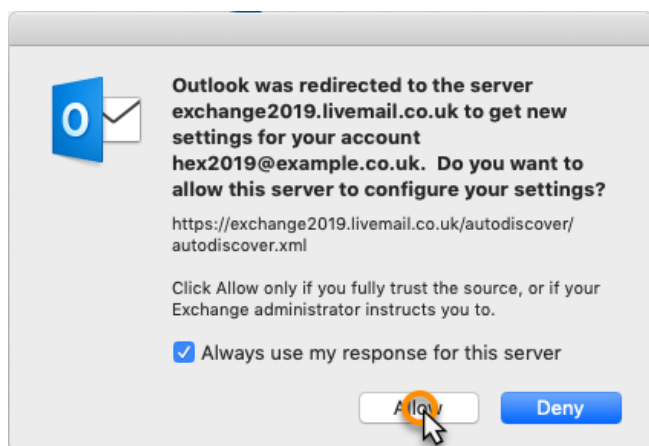 Outlook was redirected to the server
exchange2019.livemail.co.uk to get new
settings for your account
hex2019@example.co.uk.  Do you want to
allow this server to configure your settings?
https://exchange2019.livemail.co.uk/autodiscover/
autodiscover.xml
Click Allow only if you fully trust the source, or if your
Exchange administrator instructs you to.
Always use my response for this server
Allow
Deny